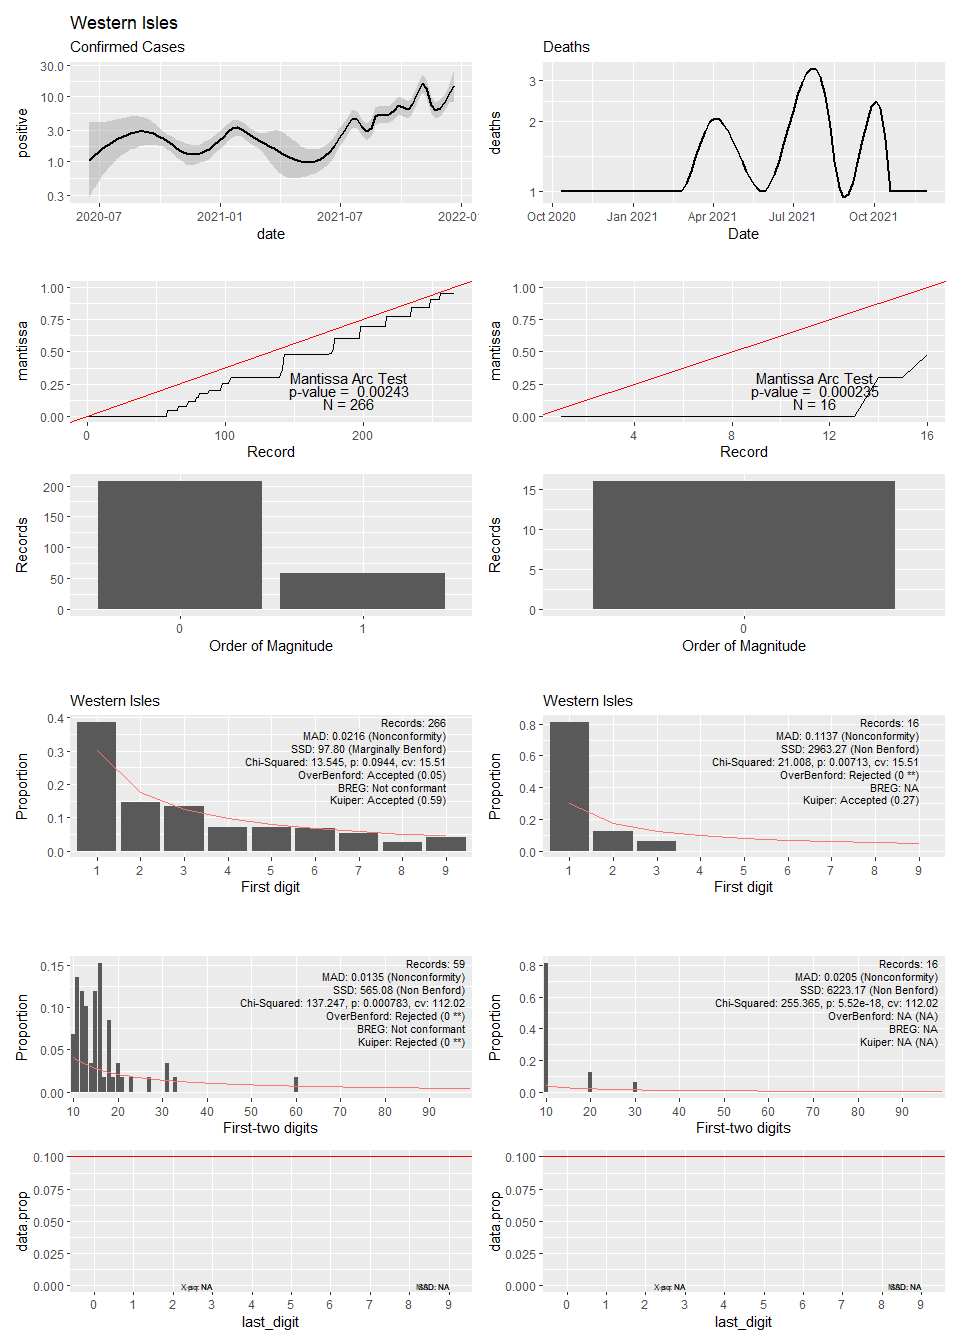 Western Isles
Confirmed Cases
30.0
10.0
3.0
1.0
0.3
positive
2020-07
2021-01
2021-07
2022-0
date
Deaths
3
2
1
deaths
Oct 2020
Jan 2021
Apr 2021
Jul 2021
Oct 2021
Date
1.00
0.75
0.50
0.25
0.00
mantissa
Mantissa Arc Test
p-value = 0.00243
N = 266
0
100
200
Record
1.00
0.75
0.50
0.25
0.00
mantissa
Mantissa Arc Test
p-value = 0.000235
N = 16
4
8
12
16
Record
200
150
100
50
0
Records
0
1
Order of Magnitude
15
10
5
0
Records
0
Order of Magnitude
Western Isles
0.4
0.3
0.2
0.1
0.0
Proportion
Records: 266
MAD: 0.0216 (Nonconformity)
SSD: 97.80 (Marginally Benford)
Chi-Squared: 13.545, p: 0.0944, cv: 15.51
OverBenford: Accepted (0.05)
BREG: Not conformant
Kuiper: Accepted (0.59)
1 2 3 4 5 6 7 8 9
First digit
Western Isles
0.8
0.6
0.4
0.2
0.0
Proportion
Records: 16
MAD: 0.1137 (Nonconformity)
SSD: 2963.27 (Non Benford)
Chi-Squared: 21.008, p: 0.00713, cv: 15.51
OverBenford: Rejected (0 **)
BREG: NA
Kuiper: Accepted (0.27)
1 2 3 4 5 6 7 8 9
First digit
0.15
0.10
0.05
0.00
Proportion
Records: 59
MAD: 0.0135 (Nonconformity)
SSD: 565.08 (Non Benford)
Chi-Squared: 137.247, p: 0.000783, cv: 112.02
OverBenford: Rejected (0 **)
BREG: Not conformant
Kuiper: Rejected (0 **)
10 20 30 40 50 60 70 80 90
First-two digits
0.8
0.6
0.4
0.2
0.0
Proportion
Records: 16
MAD: 0.0205 (Nonconformity)
SSD: 6223.17 (Non Benford)
Chi-Squared: 255.365, p: 5.52e-18, cv: 112.02
OverBenford: NA (NA)
BREG: NA
Kuiper: NA (NA)
10 20 30 40 50 60 70 80 90
First-two digits
0.100
0.075
0.050
0.025
0.000
data.prop
NA
NA
0 1 2 3 4 5 6 7 8 9
last_digit
0.100
0.075
0.050
0.025
0.000
data.prop
NA
NA
0 1 2 3 4 5 6 7 8 9
last_digit